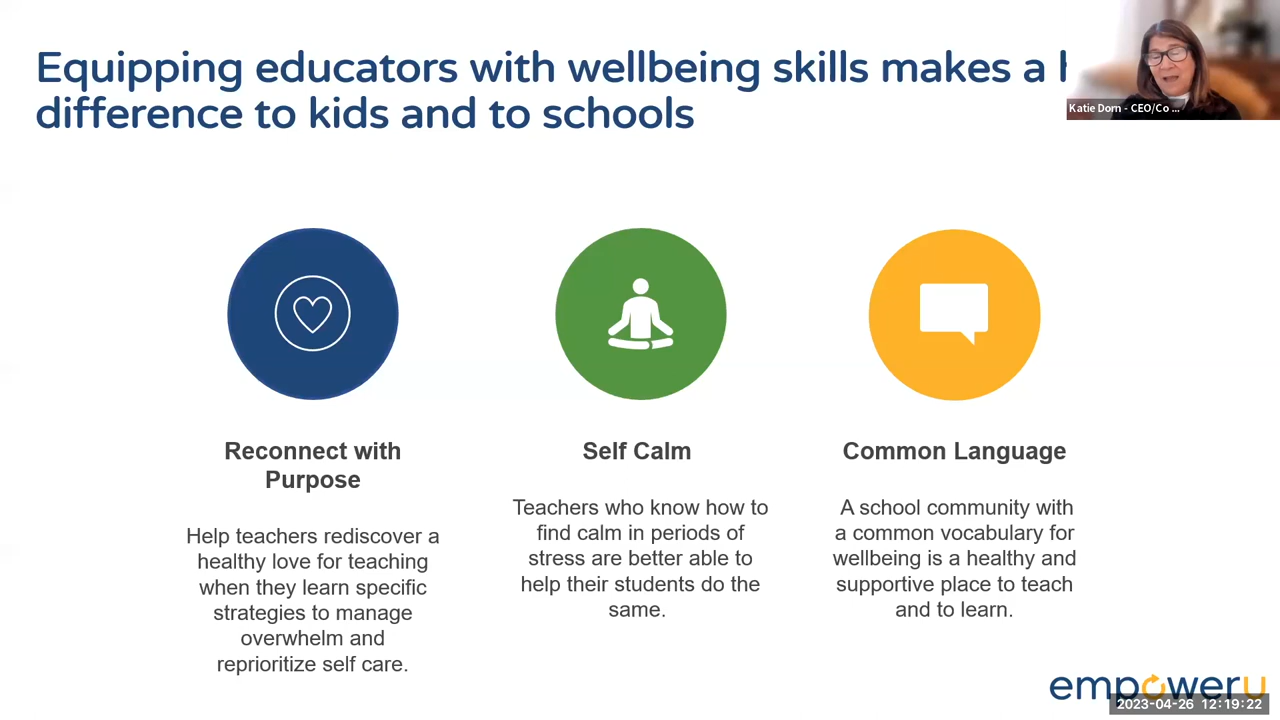 Equipping educators with wellbeing skills makes a
difference to kids and to schools
Katie Dorn - CEO/Co ...
Reconnect with
Purpose
Help teachers rediscover a
healthy love for teaching
when they learn specific
strategies to manage
overwhelm and
reprioritize self care.
Self Calm
Teachers who know how to
find calm in periods of
stress are better able to
help their students do the
same.
Common Language
A school community with
a common vocabulary for
wellbeing is a healthy and
supportive place to teach
and to learn.
empoweru
2023-04-26 12:19:22